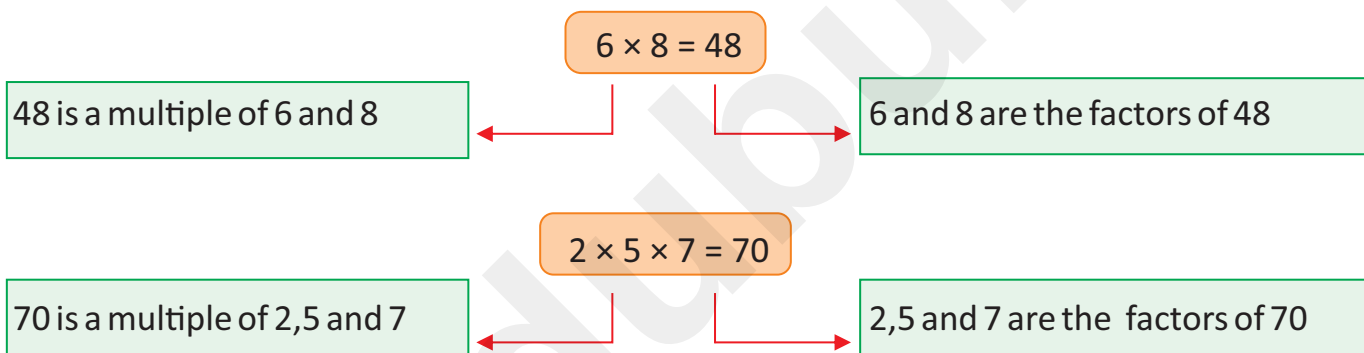 6 × 8 = 48
48 is a multiple of 6 and 8
6 and 8 are the factors of 48
2 × 5 × 7 = 70
70 is a multiple of 2,5 and 7
2,5 and 7 are the factors of 70